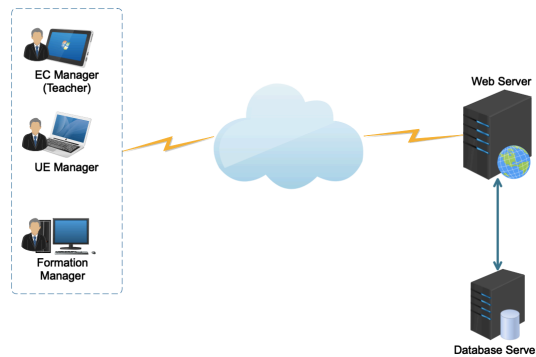 EC Manager
(Teacher)
UE Manager
Formation
Manager
Web Server
Database Serve